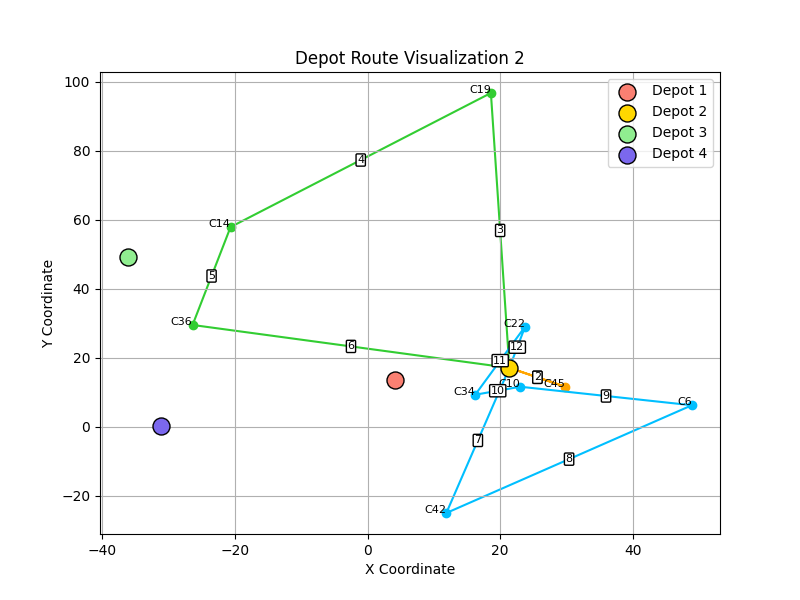 Depot Route Visualization 2
100
80
60
40
20
0
−20
−40
−20
0
20
40
Y Coordinate
X Coordinate
Depot 1
Depot 2
Depot 3
Depot 4
C19
C14
C36
C22
C34
C10
C45
C6
C42
4
3
5
6
11
12
2
10
9
7
8